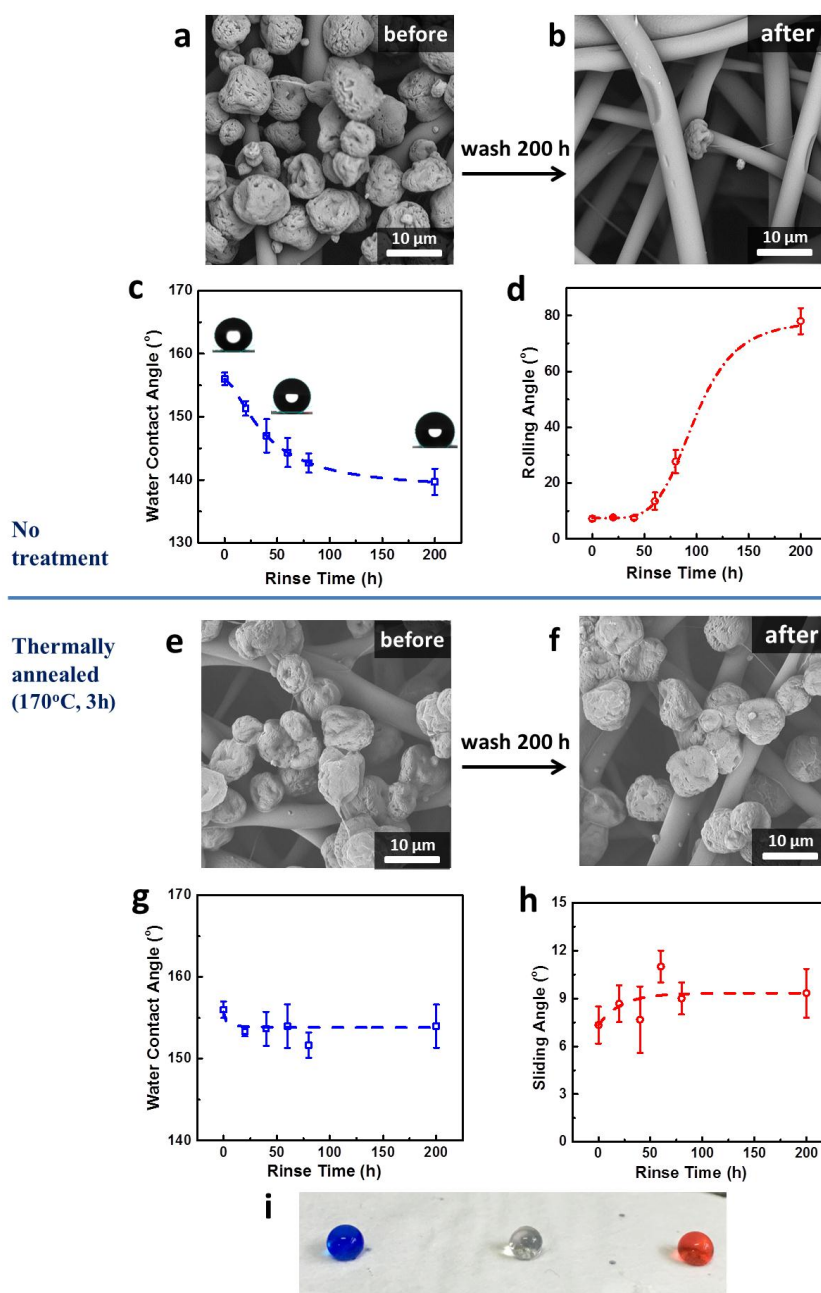 a
before
b
after
wash 200 h
10 µm
10 µm
c
170
160
150
140
130
Water Contact Angle (°)
0
50
100
150
200
Rinse Time (h)
d
80
60
40
20
0
Rolling Angle (°)
0
50
100
150
200
Rinse Time (h)
No
treatment
Thermally
annealed
(170°C, 3h)
e
before
f
after
wash 200 h
10 µm
10 µm
g
170
160
150
140
Water Contact Angle (°)
0
50
100
150
200
Rinse Time (h)
h
15
12
9
6
3
0
Sliding Angle (°)
0
50
100
150
200
Rinse Time (h)
i